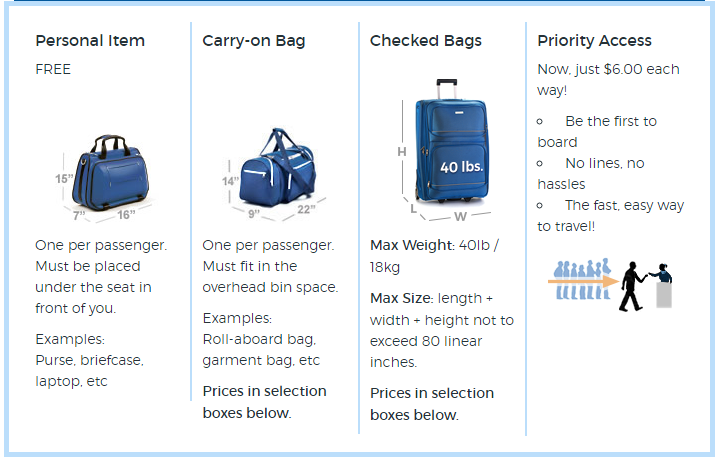 Personal Item
FREE
15”
7”
16”
One per passenger.
Must be placed
under the seat in
front of you.
Examples:
Purse, briefcase,
laptop, etc
Carry-on Bag
14”
9”
22”
One per passenger.
Must fit in the
overhead bin space.
Examples:
Roll-aboard bag,
garment bag, etc
Prices in selection
boxes below.
Checked Bags
H
40 lbs.
L
W
Max Weight: 40lb /
18kg
Max Size: length +
width + height not to
exceed 80 linear
inches.
Prices in selection
boxes below.
Priority Access
Now, just $6.00 each
way!
Be the first to
board
No lines, no
hassles
The fast, easy way
to travel!